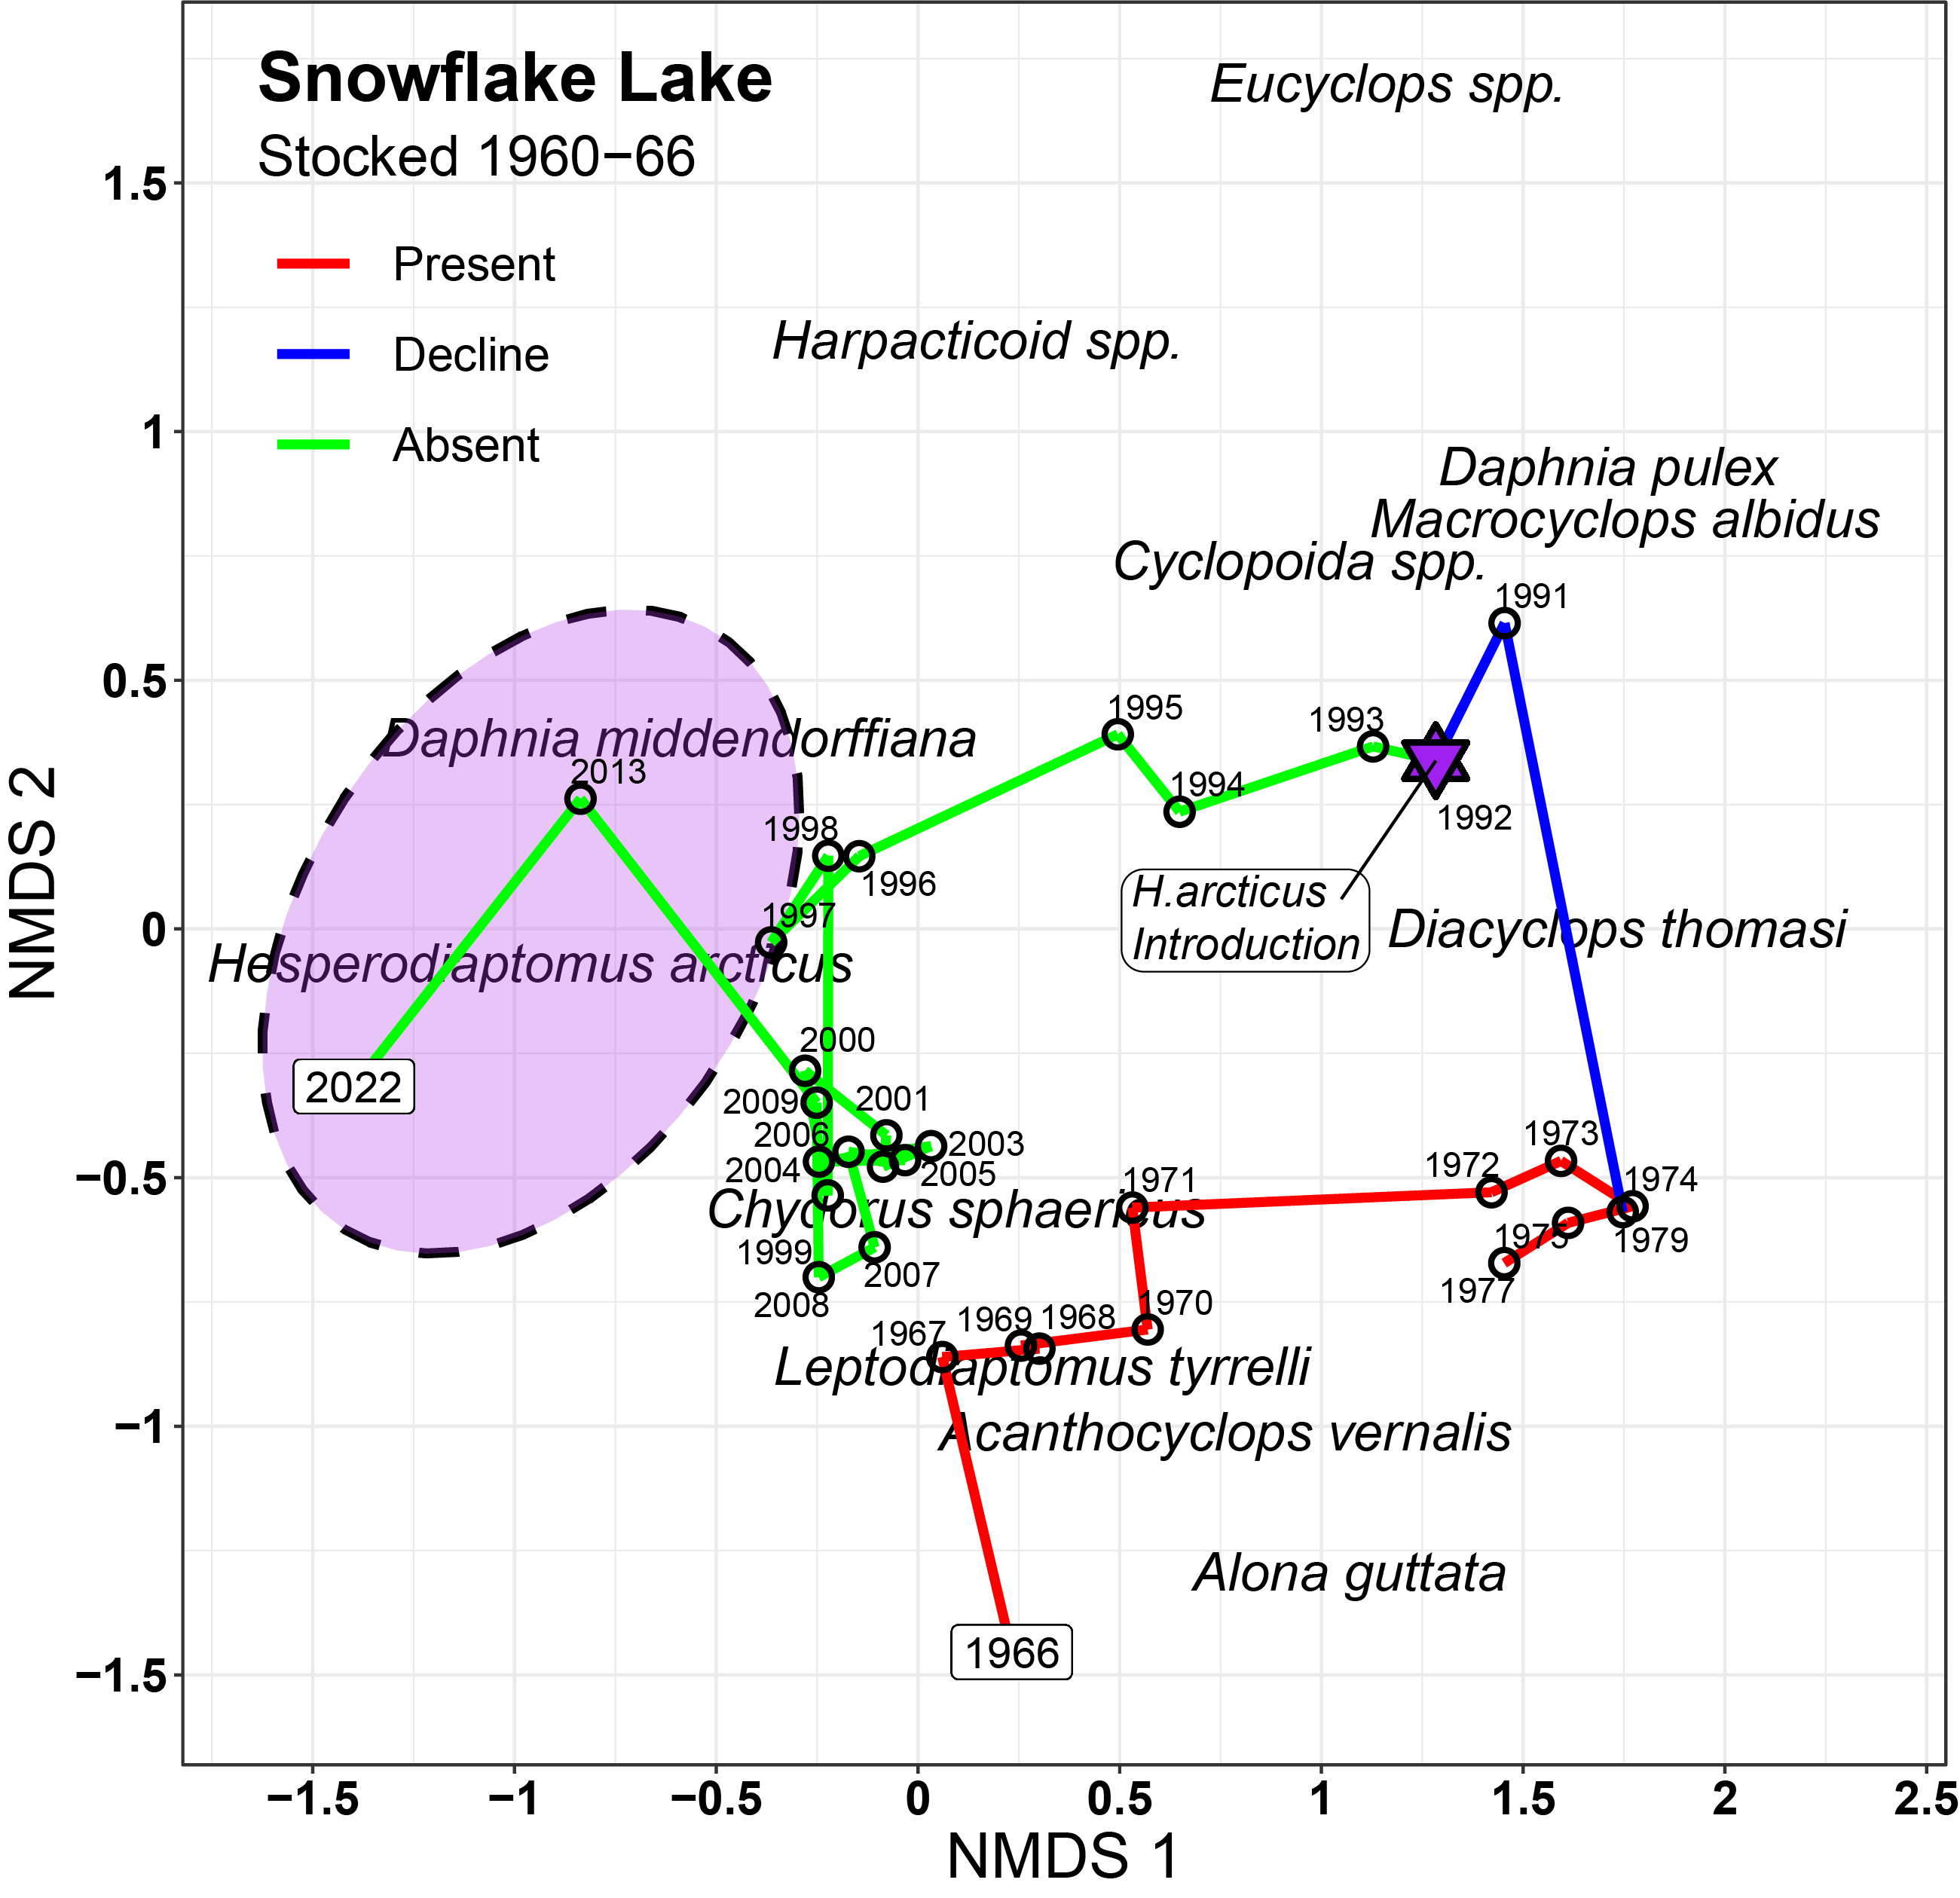 Snowflake Lake
Stocked 1960−66
Present
Decline
Absent
Eucyclops spp.
Harpacticoid spp.
Daphnia pulex
Macrocyclops albidus
Cyclopoida spp.
1991
Daphnia middendorffiana
1995
1993
2013
1994
1992
1998
1996
H.arcticus
Introduction
1997
Diacyclops thomasi
Hesperodiaptomus arcticus
2000
2022
2009
2001
2006
2003
2004
2005
1973
1972
1971
1974
Chydorus sphaericus
1975
1979
1999
2007
1977
2008
1970
1969
1968
1967
Leptodiaptomus tyrrelli
Acanthocyclops vernalis
Alona guttata
1966
NMDS 2
1.5
1
0.5
0
−0.5
−1
−1.5
−1.5
−1
−0.5
0
0.5
1
1.5
2
2.5
NMDS 1